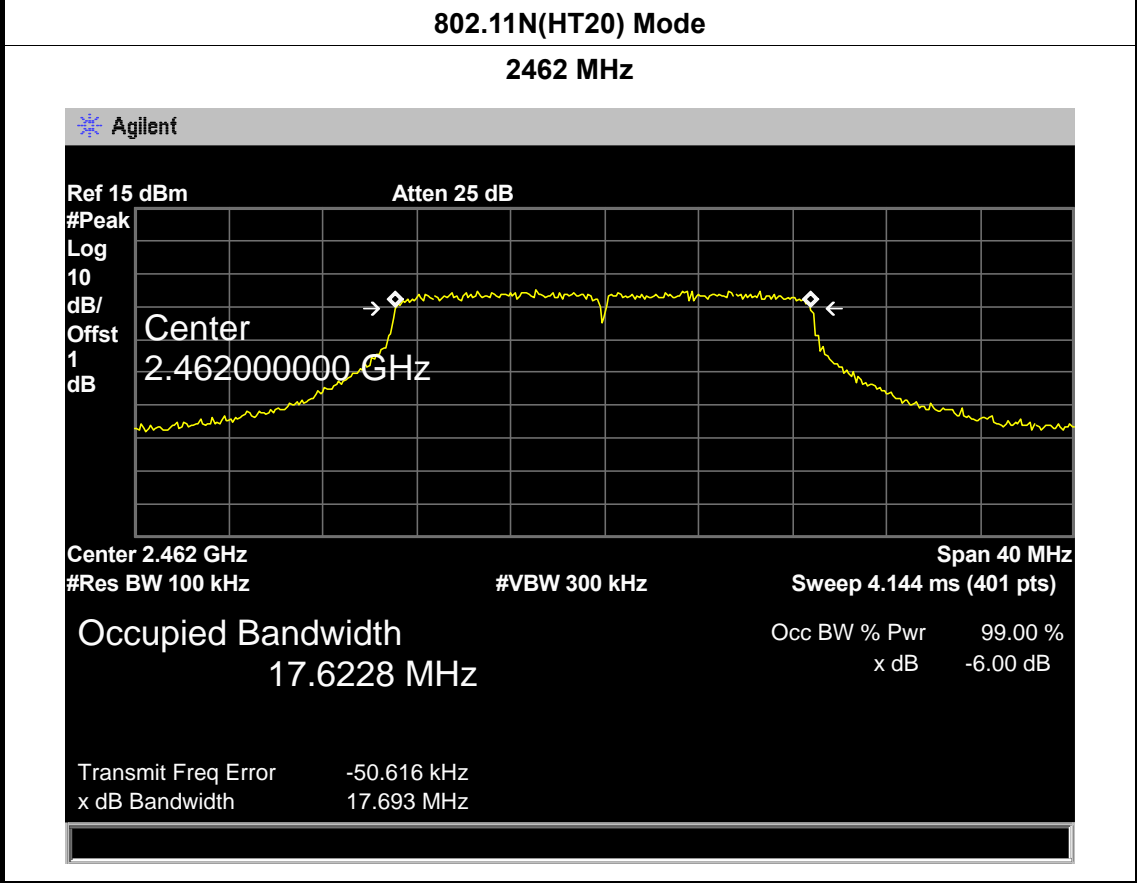 802.11N(HT20) Mode
2462 MHz
Agilent
Ref 15 dBm Atten 25 dB
#Peak
Log
10
dB/
Offst
1
dB
Center
2.462000000 GHz
Center 2.462 GHz Span 40 MHz
#Res BW 100 kHz #VBW 300 kHz Sweep 4.144 ms (401 pts)
Occupied Bandwidth
17.6228 MHz
Occ BW % Pwr 99.00 %
x dB -6.00 dB
Transmit Freq Error -50.616 kHz
x dB Bandwidth 17.693 MHz